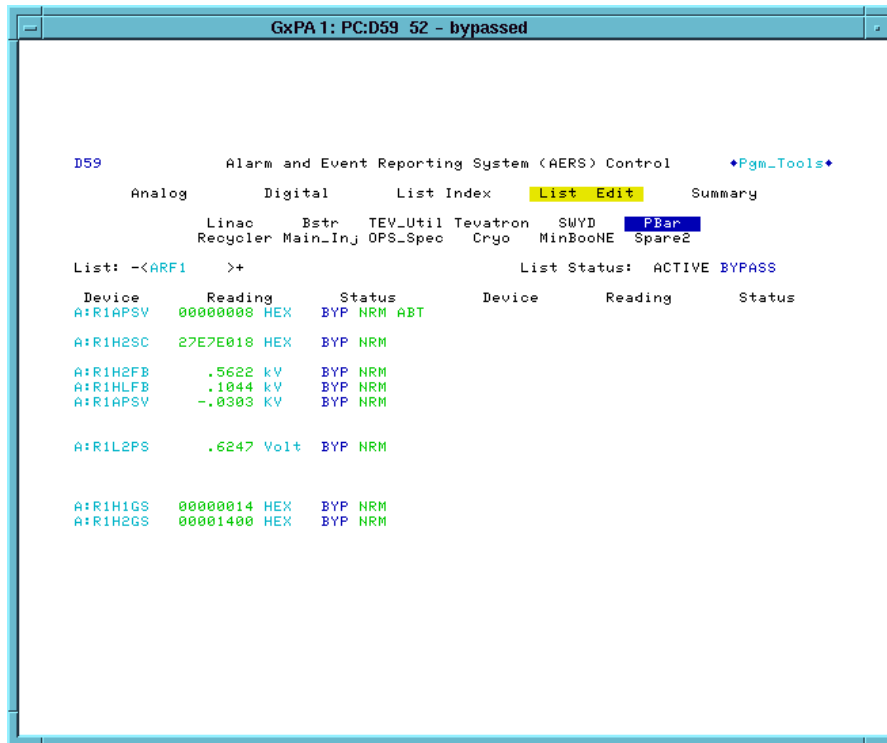 GxPA 1: PC:D59 52 - bypassed
D59 Alarm and Event Reporting System (AERS) Control ◆Pgm_Tools◆
Analog Digital List Index List Edit Summary
Linac Bstr TEV_Util Tevatron SWYD PBar
Recycler Main_Inj OPS_Spec Cryo MinBooNE Spare2
List: -<ARF1 >+ List Status: ACTIVE BYPASS
Device Reading Status Device Reading Status
A:R1APSV 00000008 HEX BYP NRM ABT
A:R1H2SC 27E7E018 HEX BYP NRM
A:R1H2FB .5622 kV BYP NRM
A:R1HLFB .1044 kV BYP NRM
A:R1APSV -.0303 KV BYP NRM
A:R1L2PS .6247 Volt BYP NRM
A:R1H1GS 00000014 HEX BYP NRM
A:R1H2GS 00001400 HEX BYP NRM